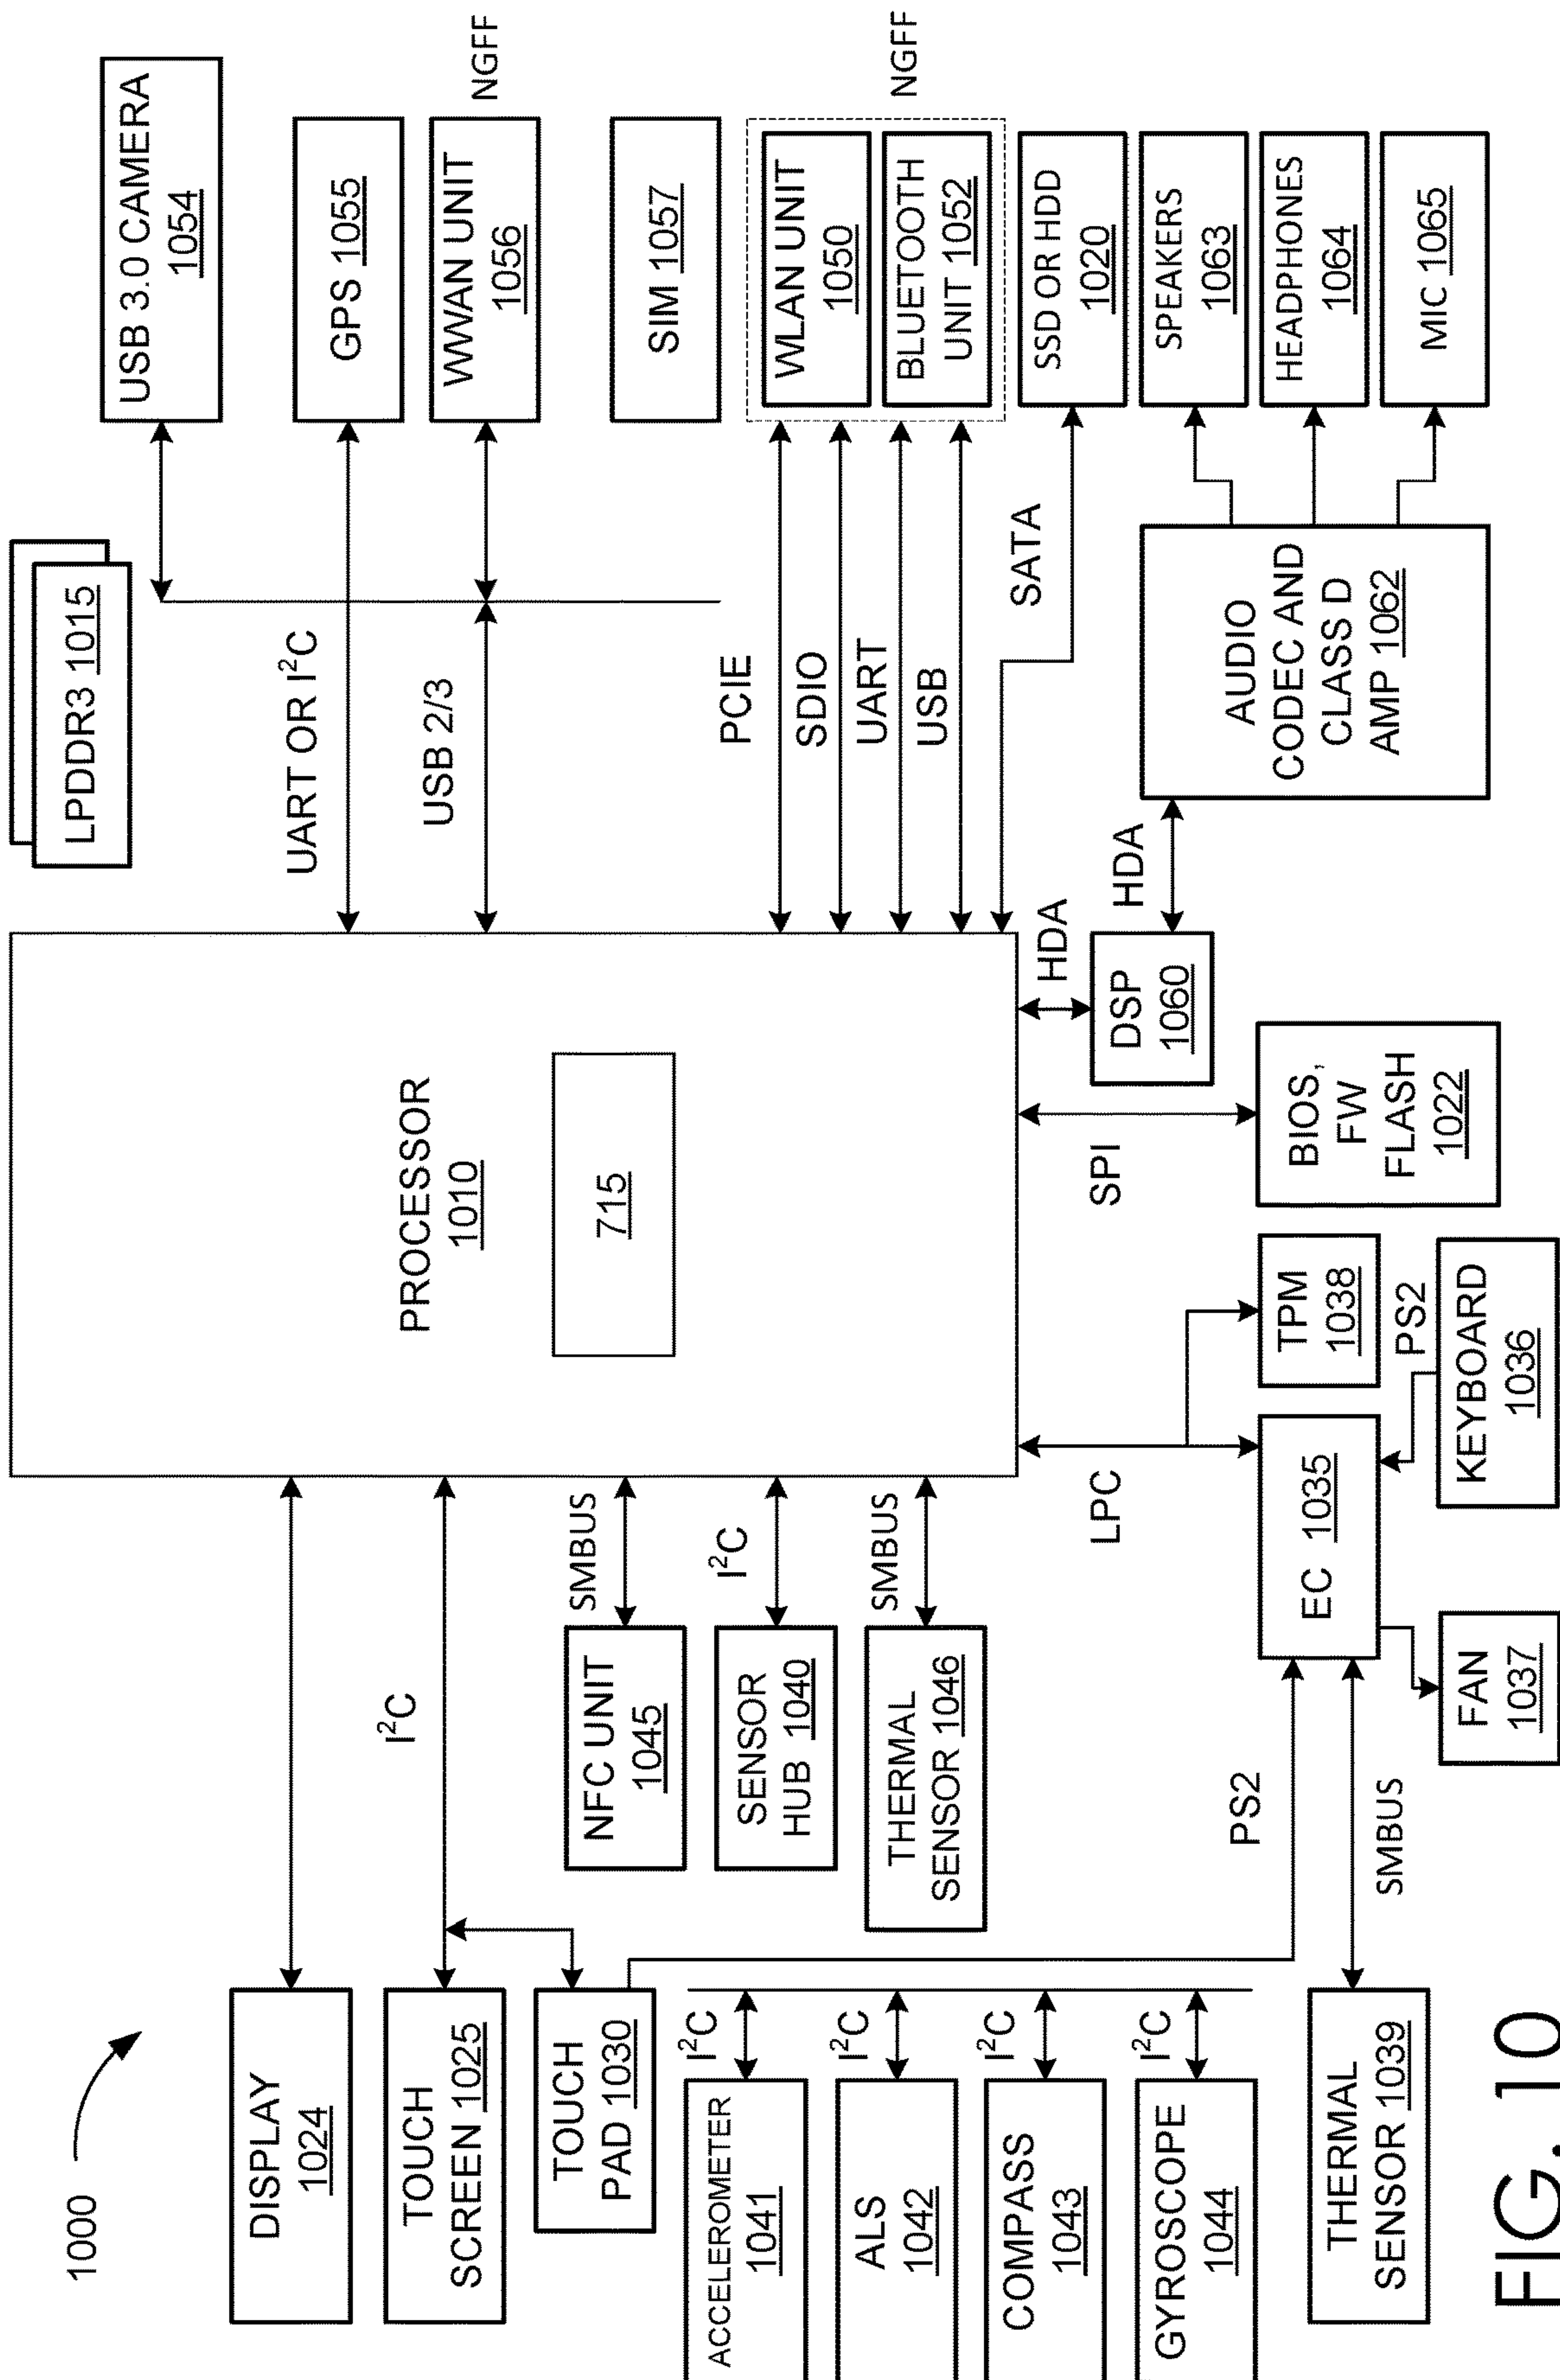 1000
DISPLAY
1024
TOUCH
SCREEN 1025
TOUCH
PAD 1030
ACCELEROMETER
1041
ALS
1042
COMPASS
1043
GYROSCOPE
1044
THERMAL
SENSOR 1039
I²C
I²C
I²C
I²C
I²C
NFC UNIT
1045
SENSOR
HUB 1040
THERMAL
SENSOR 1046
SMBUS
I²C
SMBUS
PS2
SMBUS
FAN
1037
EC 1035
LPC
KEYBOARD
1036
PS2
TPM
1038
PROCESSOR
1010
715
SPI
BIOS,
FW
FLASH
1022
DSP
1060
HDA
HDA
LPDDR3 1015
UART OR I²C
USB 2/3
PCIE
SDIO
UART
USB
SATA
AUDIO
CODEC AND
CLASS D
AMP 1062
USB 3.0 CAMERA
1054
GPS 1055
WWAN UNIT
1056
NGFF
SIM 1057
WLAN UNIT
1050
BLUETOOTH
UNIT 1052
NGFF
SSD OR HDD
1020
SPEAKERS
1063
HEADPHONES
1064
MIC 1065
FIG. 10